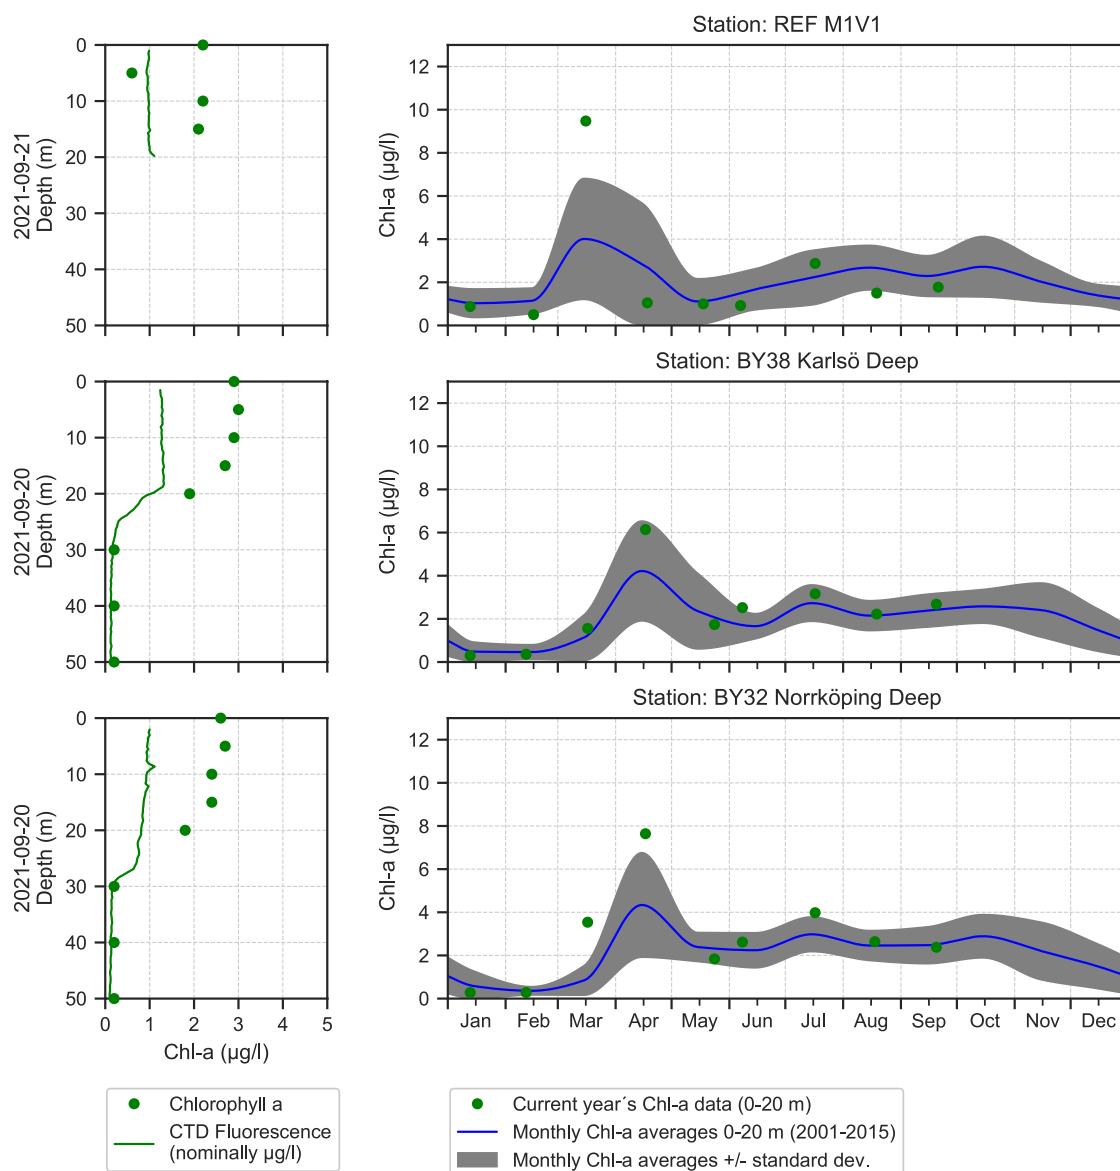 Station: REF M1V1
0
10
20
30
40
50
2021-09-21
Depth (m)
12
10
8
6
4
2
0
Chl-a (µg/l)
Station: BY38 Karlsö Deep
0
10
20
30
40
50
2021-09-20
Depth (m)
12
10
8
6
4
2
0
Chl-a (µg/l)
Station: BY32 Norrköping Deep
0
10
20
30
40
50
2021-09-20
Depth (m)
0 1 2 3 4 5
Chl-a (µg/l)
12
10
8
6
4
2
0
Chl-a (µg/l)
Jan Feb Mar Apr May Jun Jul Aug Sep Oct Nov Dec
Chlorophyll a
CTD Fluorescence
(nominally µg/l)
Current year´s Chl-a data (0-20 m)
Monthly Chl-a averages 0-20 m (2001-2015)
Monthly Chl-a averages +/- standard dev.